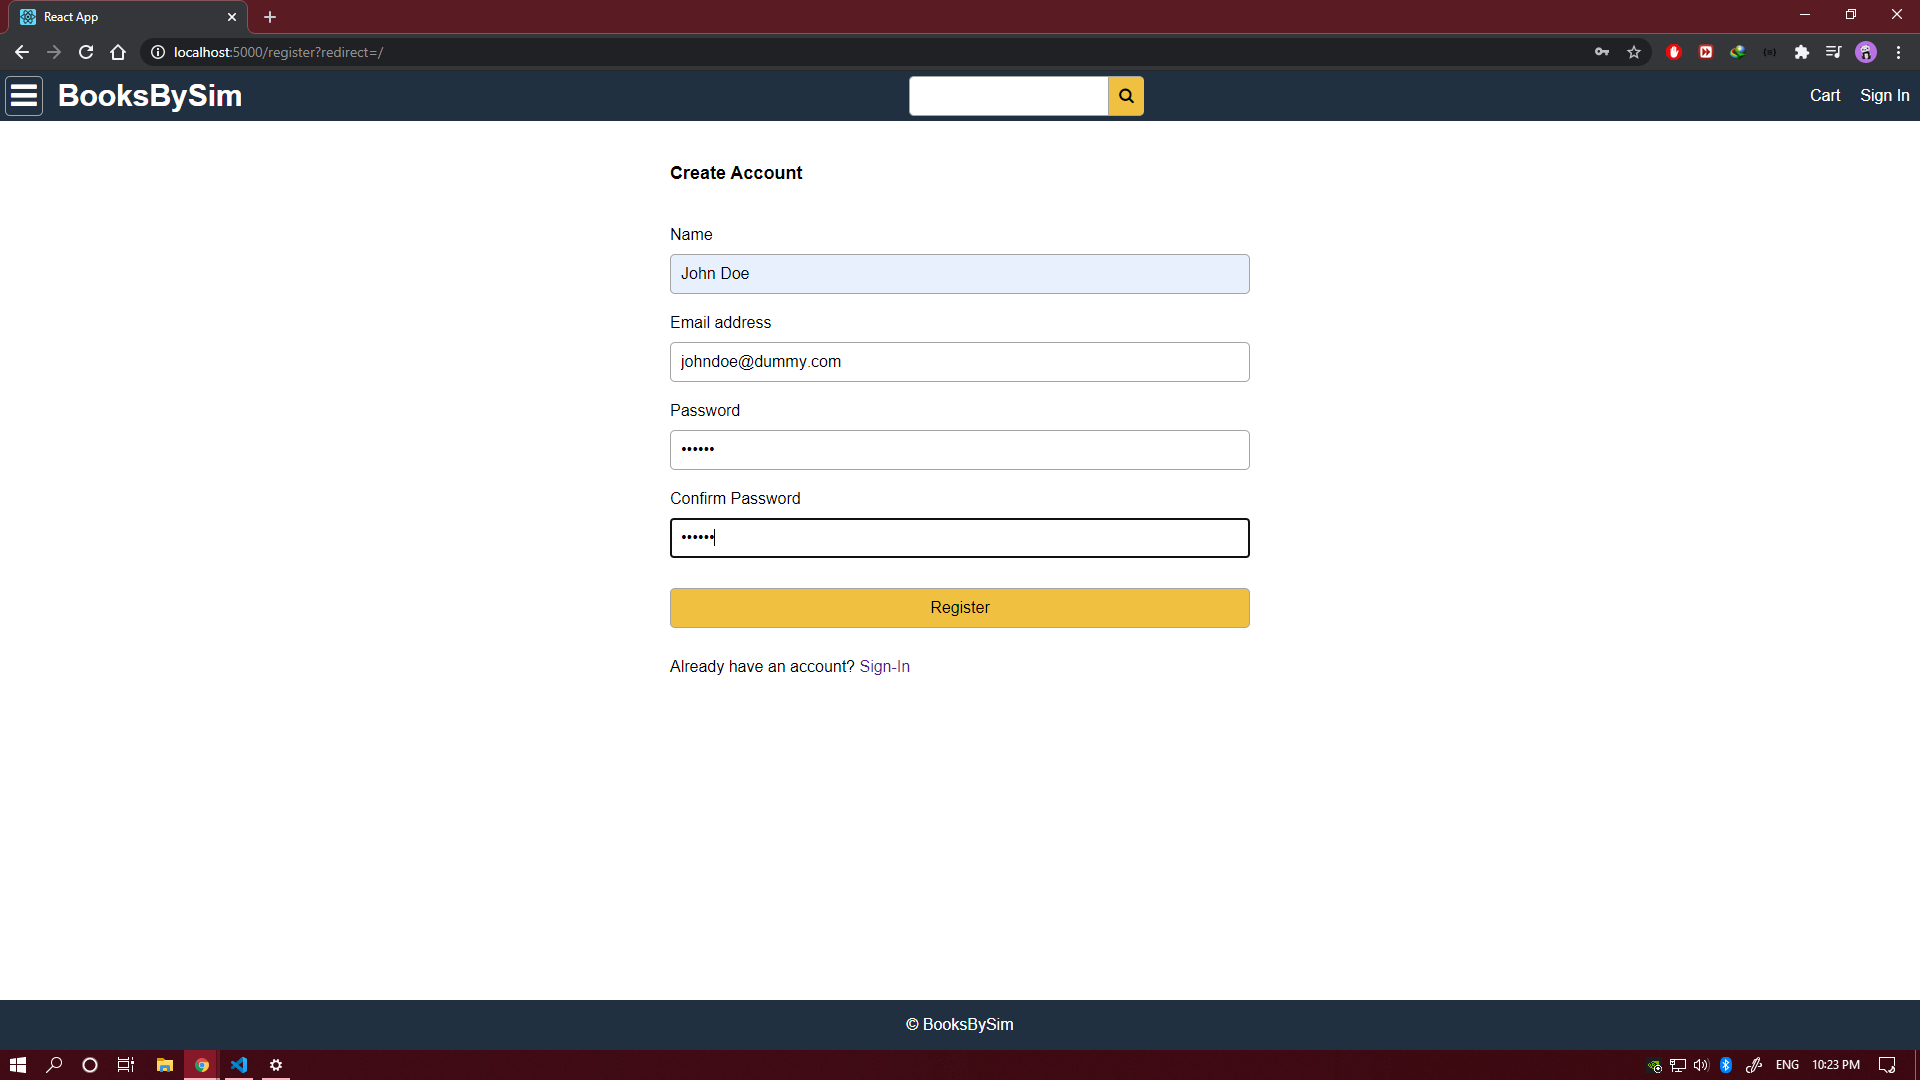 React App
localhost:5000/register?redirect=/
BooksBySim
Cart
Sign In
Create Account
Name
John Doe
Email address
johndoe@dummy.com
Password
••••••
Confirm Password
••••••
Register
Already have an account? Sign-In
© BooksBySim
ENG
10:23 PM